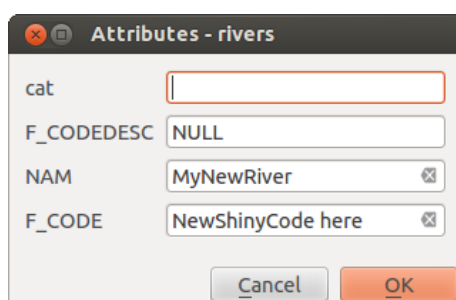 Attributes - rivers
cat
F_CODEDESC NULL
NAM MyNewRiver
F_CODE NewShinyCode here
Cancel OK